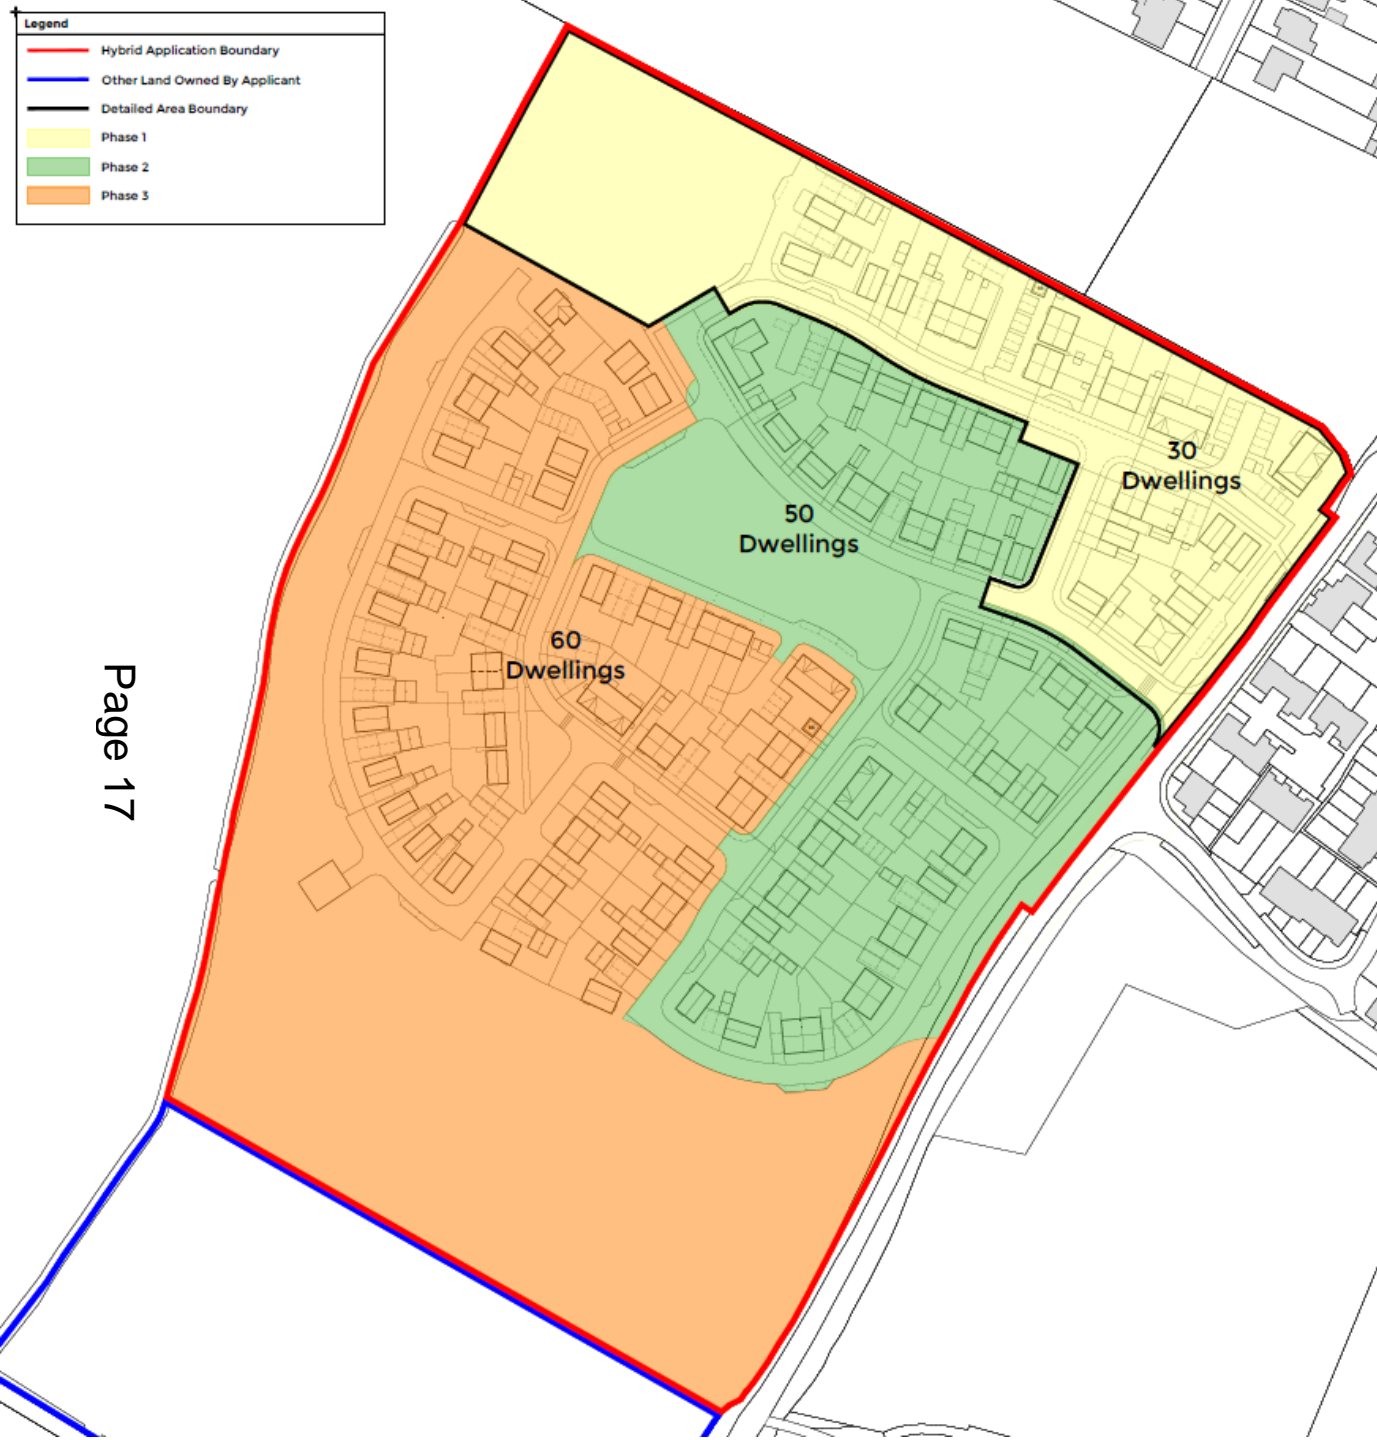 Legend
Hybrid Application Boundary
Other Land Owned By Applicant
Detailed Area Boundary
Phase 1
Phase 2
Phase 3
30
Dwellings
50
Dwellings
60
Dwellings
Page 17